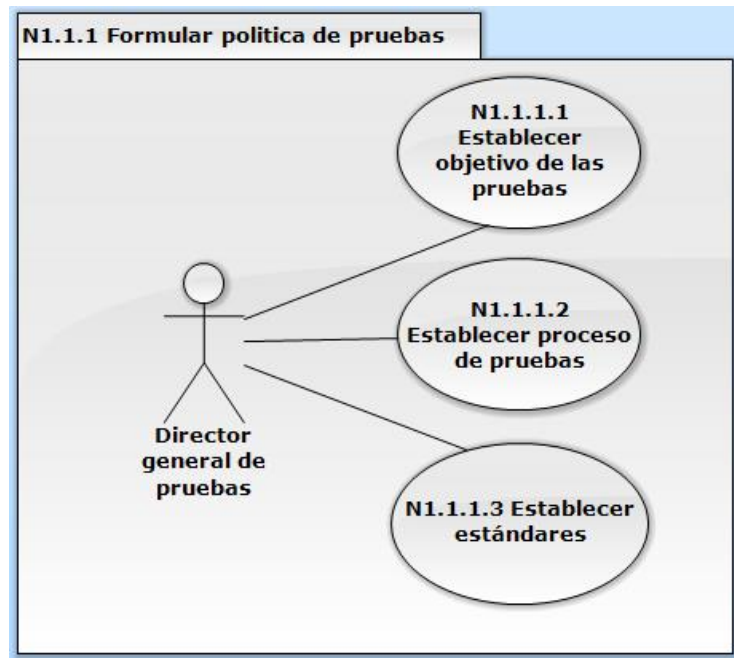 N1.1.1 Formular politica de pruebas
N1.1.1.1
Establecer
objetivo de las
pruebas
N1.1.1.2
Establecer proceso
de pruebas
Director
general de
pruebas
N1.1.1.3 Establecer
estándares